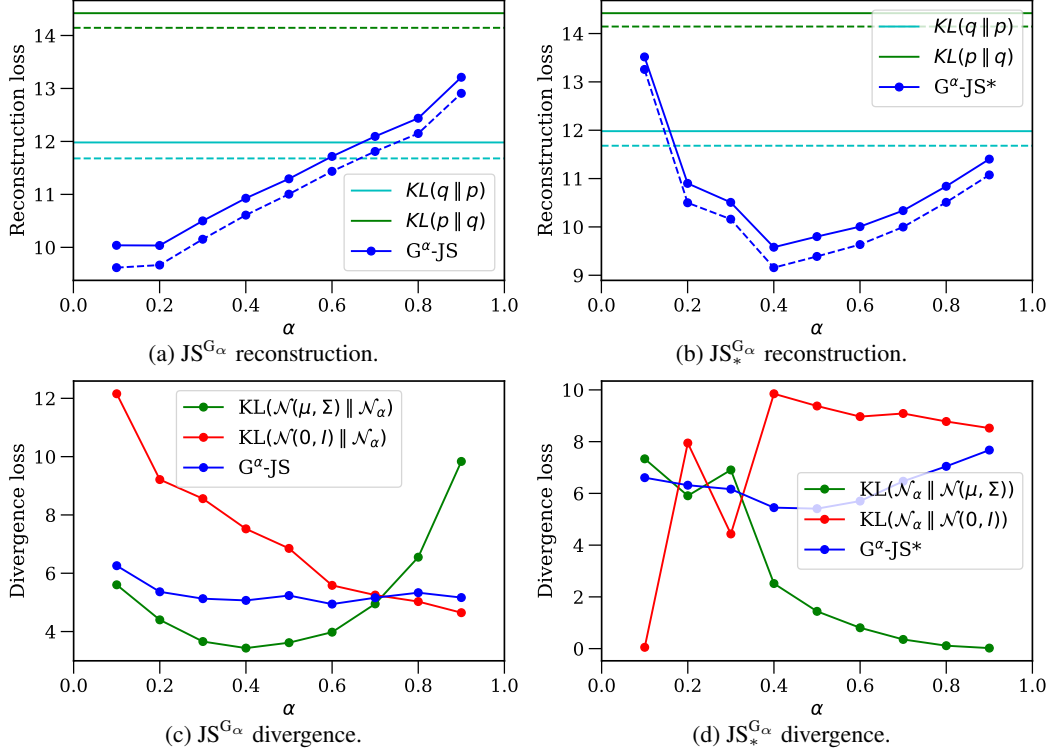 Reconstruction loss
14
13
12
11
10
0.0 0.2 0.4 0.6 0.8 1.0
α
KL(q ∥ p)
KL(p ∥ q)
G^α-JS
(a) JS^{G_α} reconstruction.
Reconstruction loss
14
13
12
11
10
9
0.0 0.2 0.4 0.6 0.8 1.0
α
KL(q ∥ p)
KL(p ∥ q)
G^α-JS*
(b) JS_*^{G_α} reconstruction.
Divergence loss
12
10
8
6
4
0.0 0.2 0.4 0.6 0.8 1.0
α
KL(𝒩(μ, Σ) ∥ 𝒩_α)
KL(𝒩(0, I) ∥ 𝒩_α)
G^α-JS
(c) JS^{G_α} divergence.
Divergence loss
10
8
6
4
2
0
0.0 0.2 0.4 0.6 0.8 1.0
α
KL(𝒩_α ∥ 𝒩(μ, Σ))
KL(𝒩_α ∥ 𝒩(0, I))
G^α-JS*
(d) JS_*^{G_α} divergence.